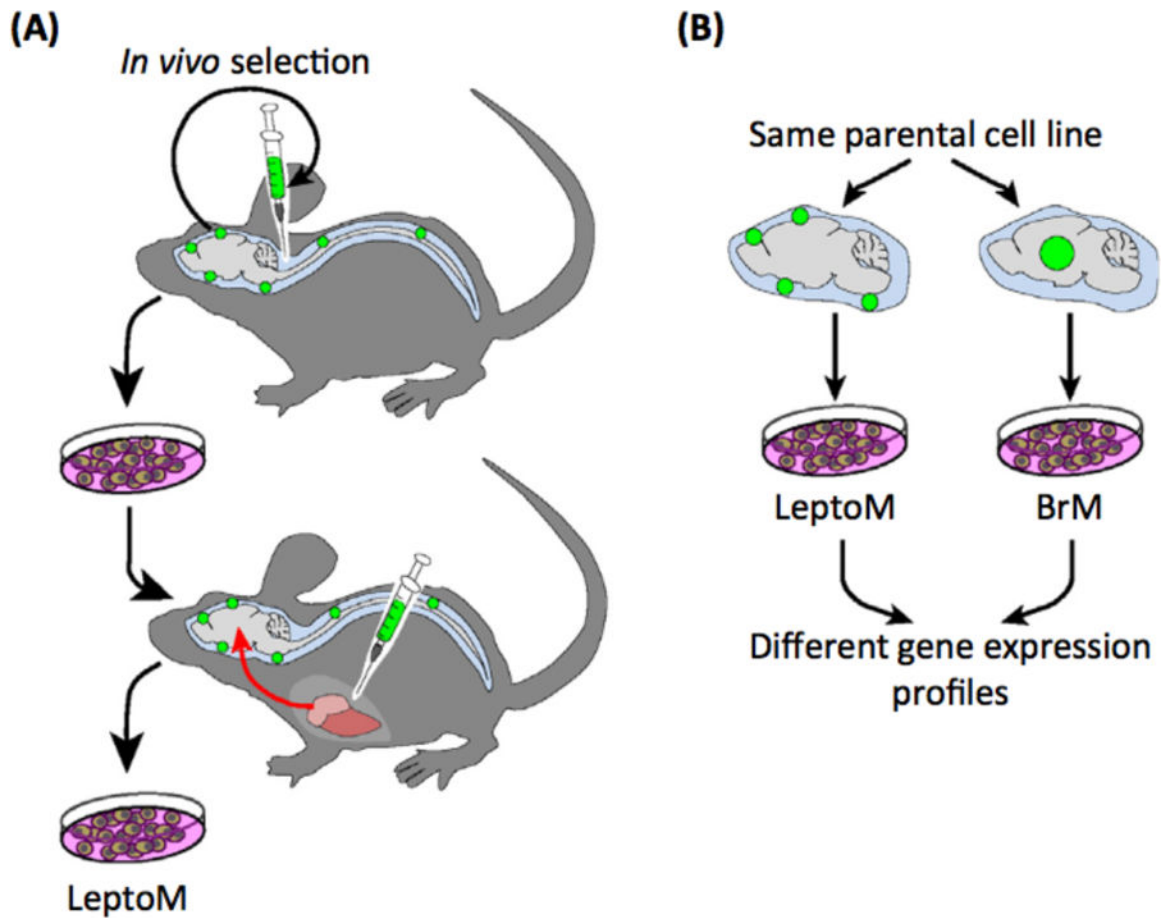 (A)
In vivo selection
LeptoM
(B)
Same parental cell line
LeptoM
BrM
Different gene expression
profiles